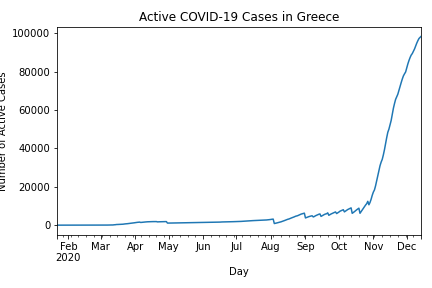 Active COVID-19 Cases in Greece
Number of Active Cases
100000
80000
60000
40000
20000
0
Feb Mar Apr May Jun Jul Aug Sep Oct Nov Dec
2020
Day